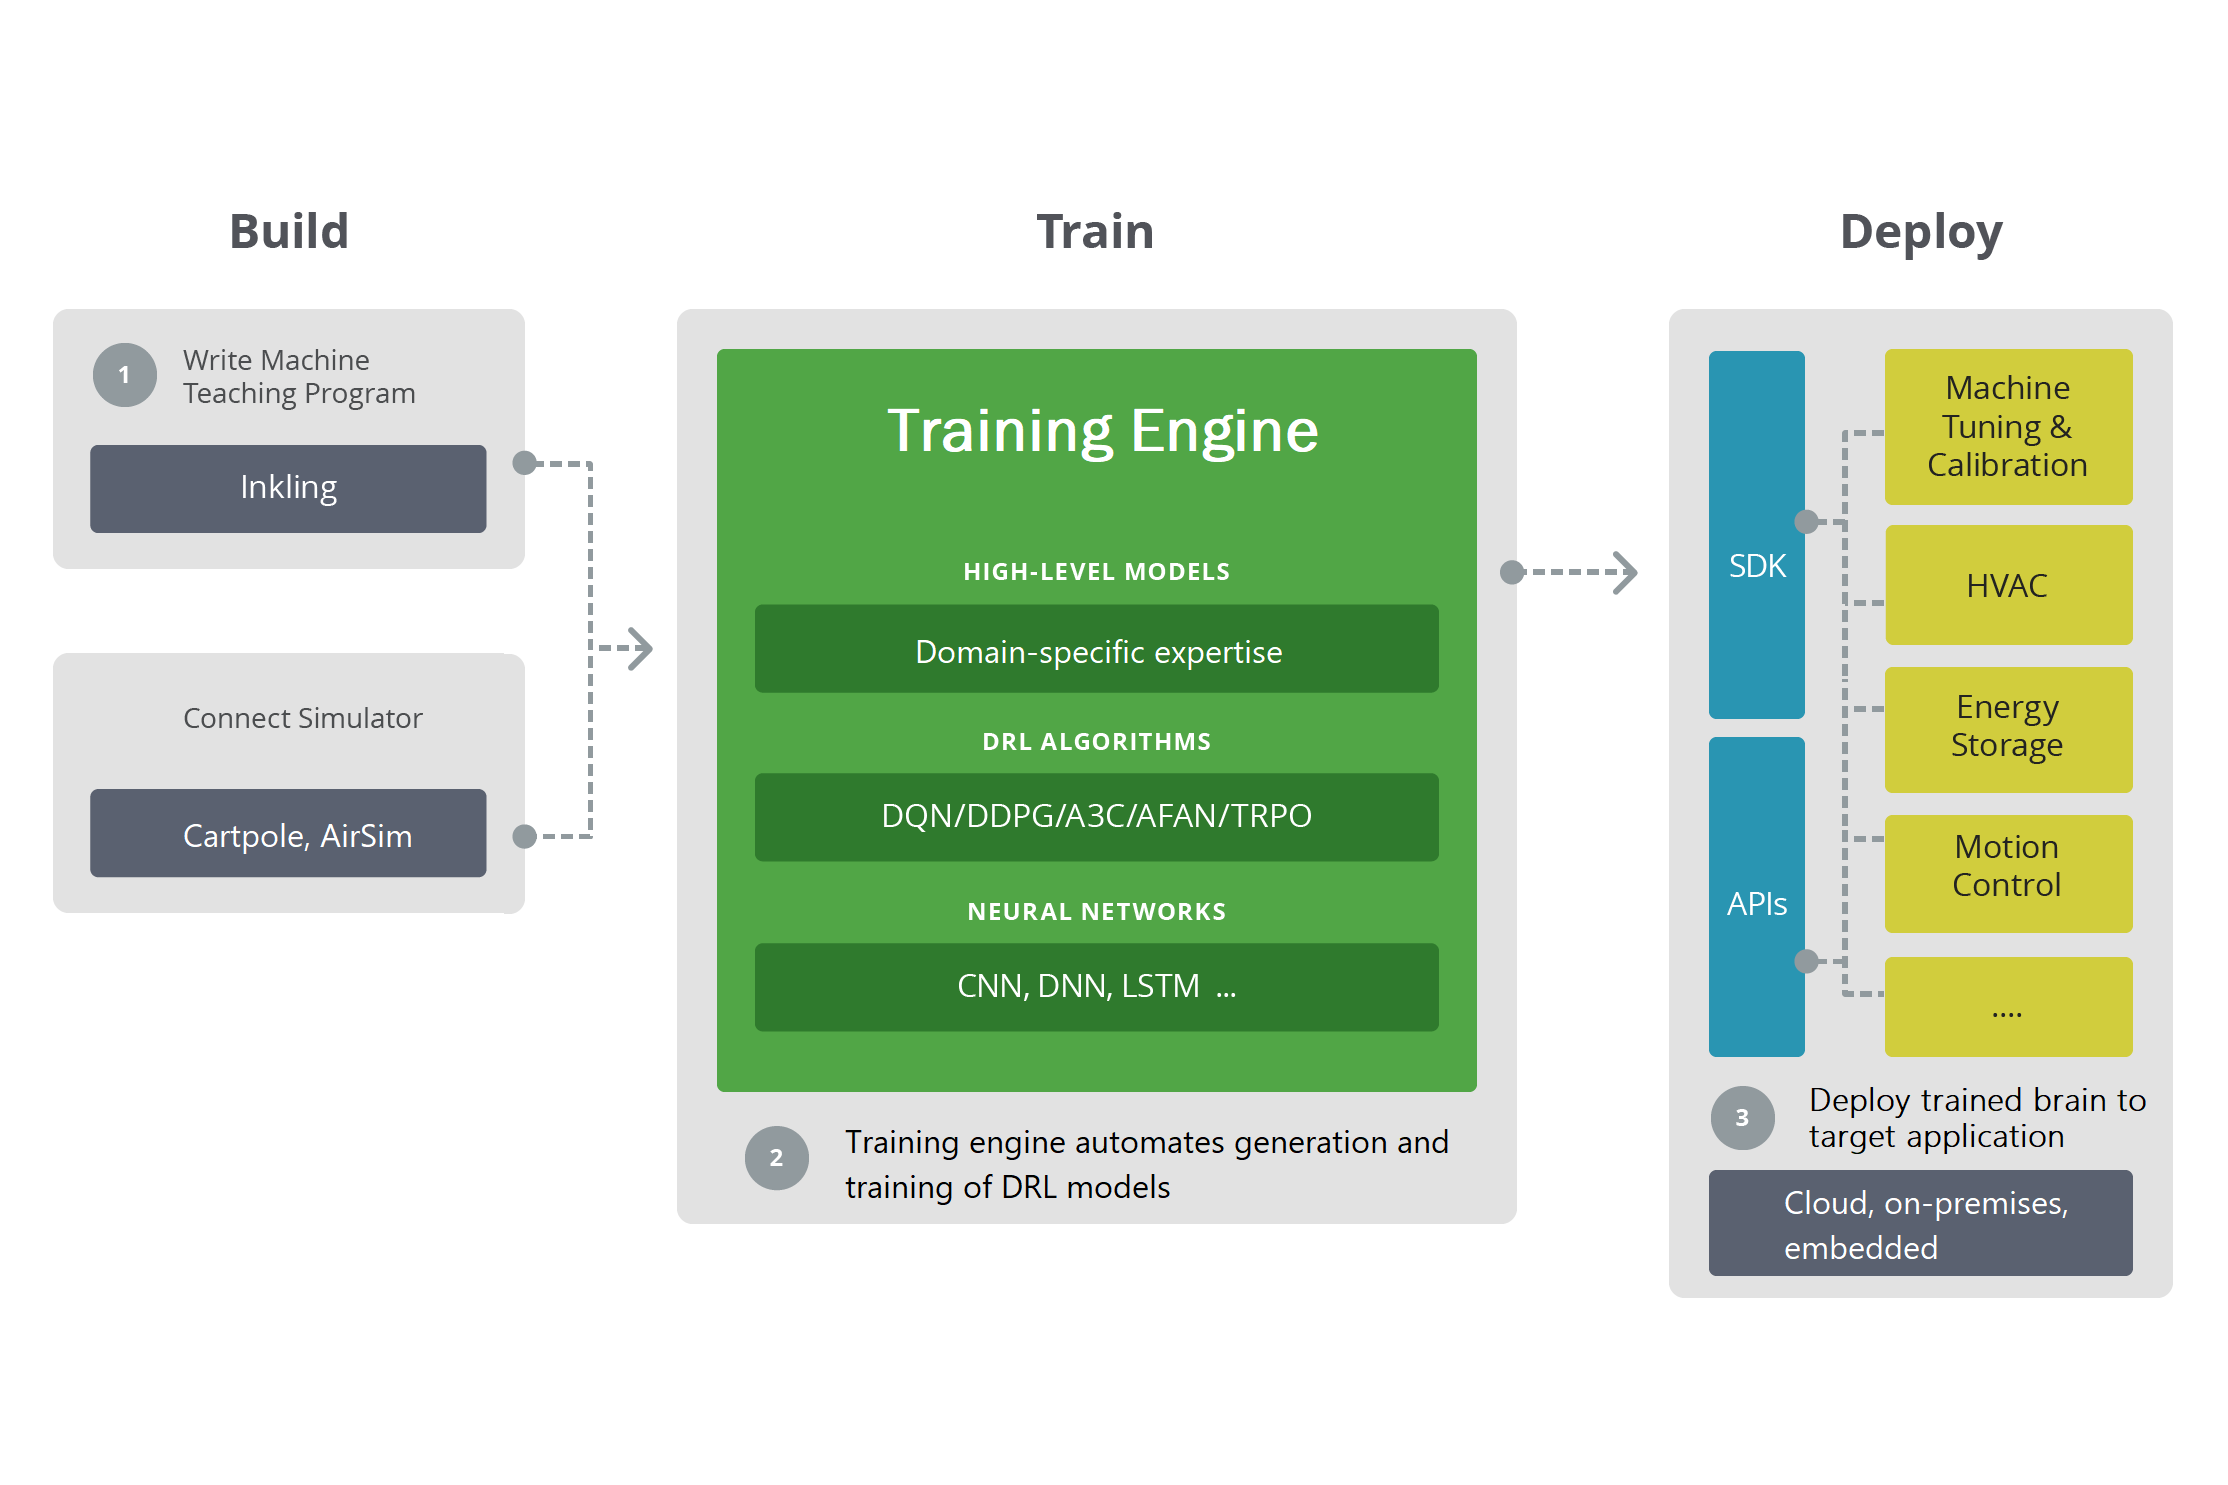 Build
1
Write Machine
Teaching Program
Inkling
Connect Simulator
Cartpole, AirSim
Train
Training Engine
HIGH-LEVEL MODELS
Domain-specific expertise
DRL ALGORITHMS
DQN/DDPG/A3C/AFAN/TRPO
NEURAL NETWORKS
CNN, DNN, LSTM ...
2
Training engine automates generation and
training of DRL models
Deploy
SDK
APIs
Machine
Tuning &
Calibration
HVAC
Energy
Storage
Motion
Control
....
3
Deploy trained brain to
target application
Cloud, on-premises,
embedded